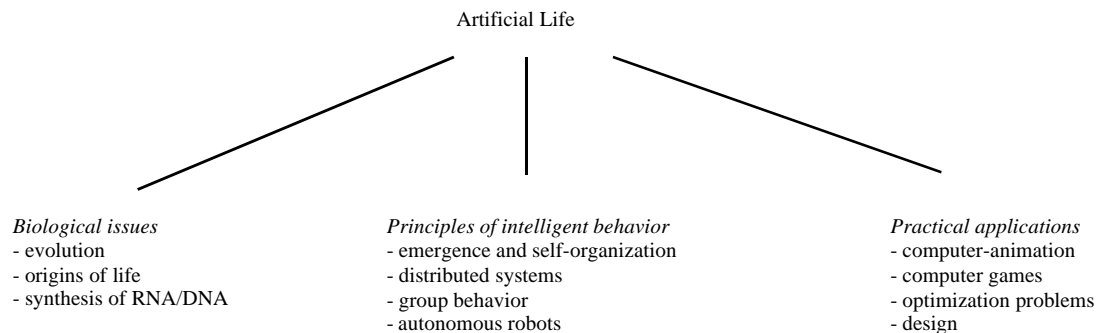 Artificial Life
Biological issues
- evolution
- origins of life
- synthesis of RNA/DNA
Principles of intelligent behavior
- emergence and self-organization
- distributed systems
- group behavior
- autonomous robots
Practical applications
- computer-animation
- computer games
- optimization problems
- design